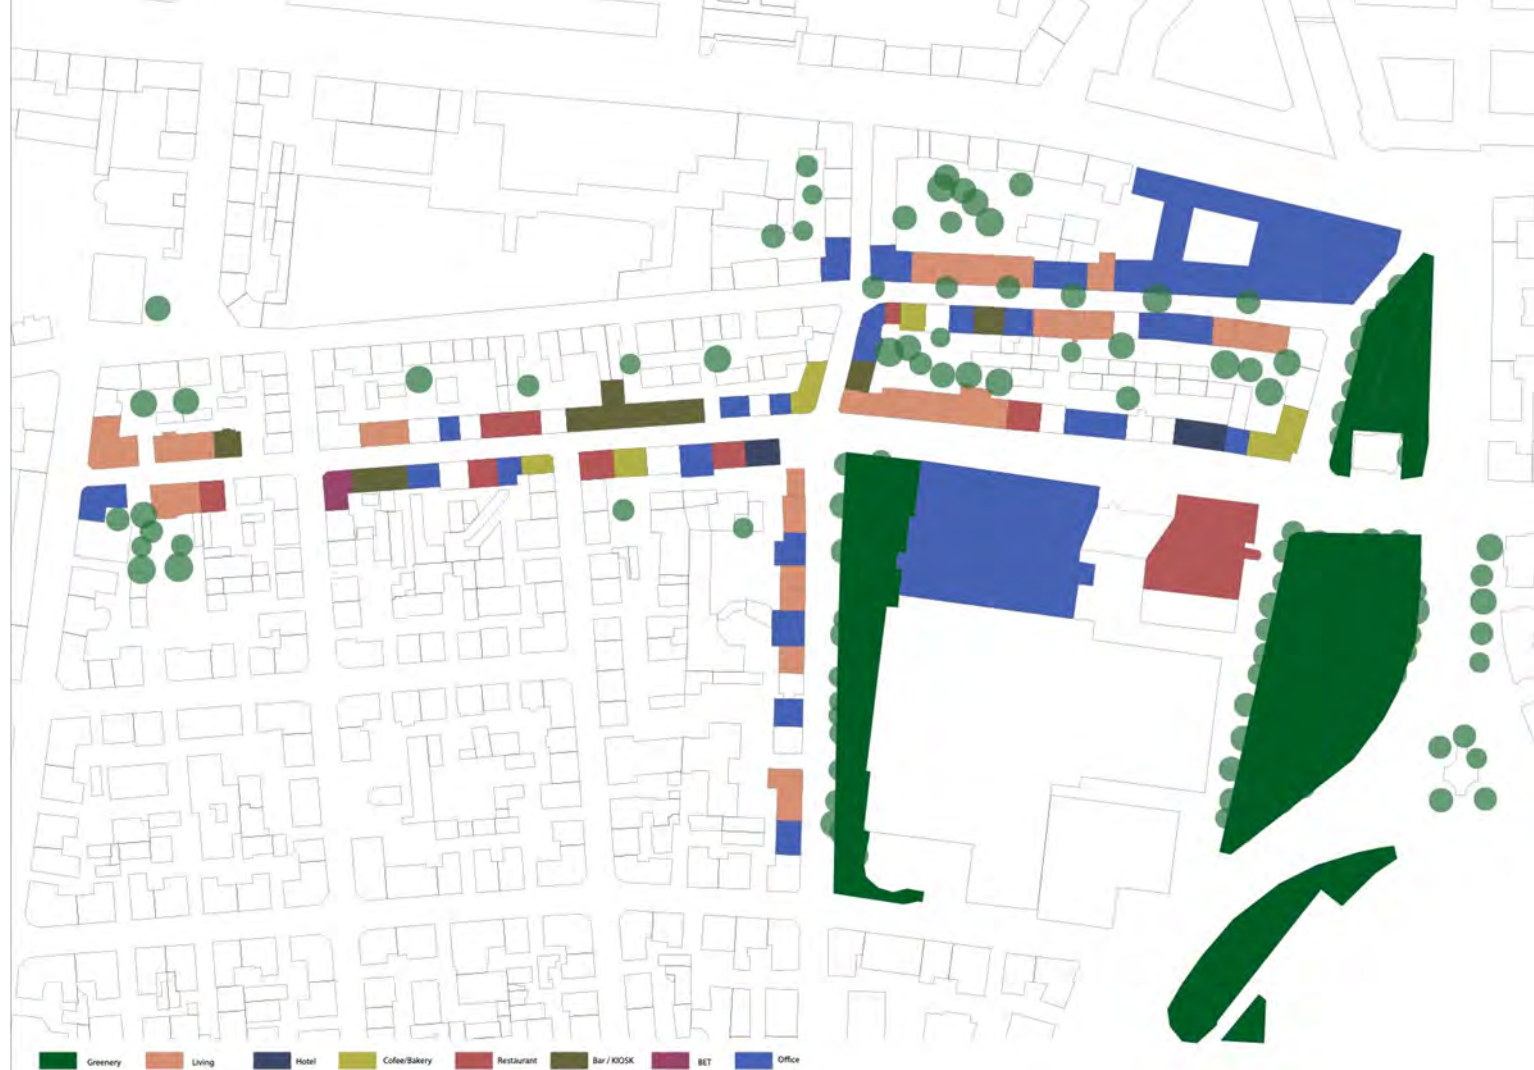 Greenery
Living
Hotel
Cofee/Bakery
Restaurant
Bar / KIOSK
BET
Office